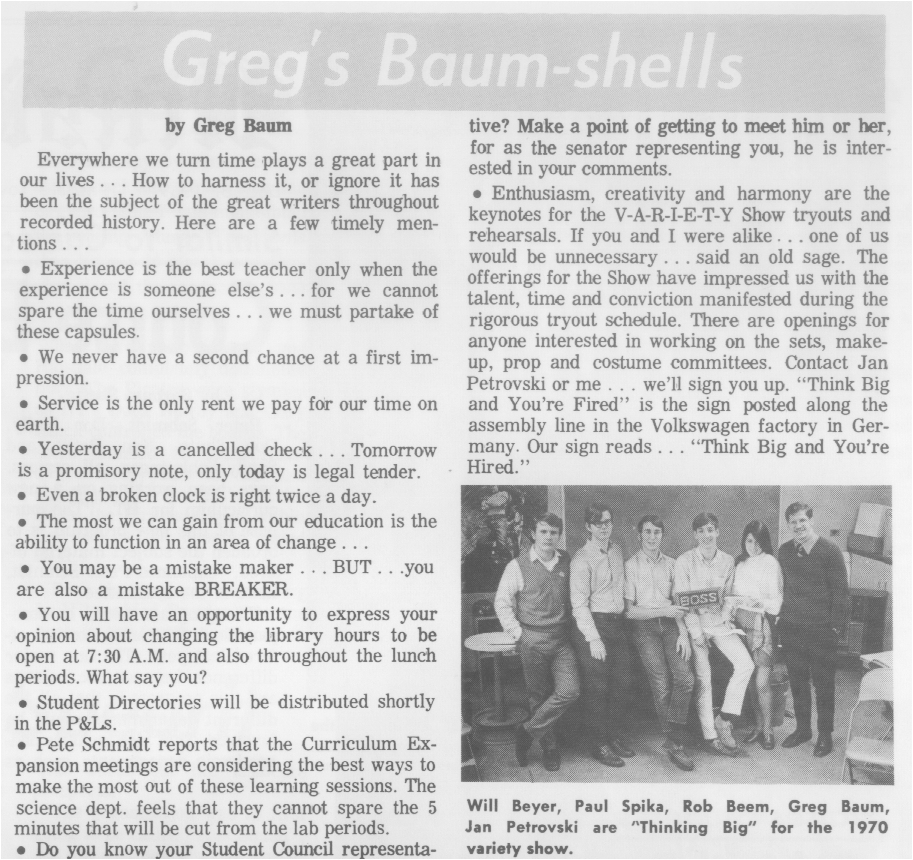 Greg's Baum-shells
by Greg Baum
Everywhere we turn time plays a great part in
our lives . . . How to harness it, or ignore it has
been the subject of the great writers throughout
recorded history. Here are a few timely men-
tions . . .
• Experience is the best teacher only when the
experience is someone else's . . . for we cannot
spare the time ourselves . . . we must partake of
these capsules.
• We never have a second chance at a first im-
pression.
• Service is the only rent we pay for our time on
earth.
• Yesterday is a cancelled check . . . Tomorrow
is a promisory note, only today is legal tender.
• Even a broken clock is right twice a day.
• The most we can gain from our education is the
ability to function in an area of change . . .
• You may be a mistake maker . . . BUT . . .you
are also a mistake BREAKER.
• You will have an opportunity to express your
opinion about changing the library hours to be
open at 7:30 A.M. and also throughout the lunch
periods. What say you?
• Student Directories will be distributed shortly
in the P&Ls.
• Pete Schmidt reports that the Curriculum Ex-
pansion meetings are considering the best ways to
make the most out of these learning sessions. The
science dept. feels that they cannot spare the 5
minutes that will be cut from the lab periods.
• Do you know your Student Council representa-
tive? Make a point of getting to meet him or her,
for as the senator representing you, he is inter-
ested in your comments.
• Enthusiasm, creativity and harmony are the
keynotes for the V-A-R-I-E-T-Y Show tryouts and
rehearsals. If you and I were alike . . . one of us
would be unnecessary . . . said an old sage. The
offerings for the Show have impressed us with the
talent, time and conviction manifested during the
rigorous tryout schedule. There are openings for
anyone interested in working on the sets, make-
up, prop and costume committees. Contact Jan
Petrovski or me . . . we'll sign you up. "Think Big
and You're Fired" is the sign posted along the
assembly line in the Volkswagen factory in Ger-
many. Our sign reads . . . "Think Big and You're
Hired."
BOSS
Will Beyer, Paul Spika, Rob Beem, Greg Baum,
Jan Petrovski are "Thinking Big" for the 1970
variety show.